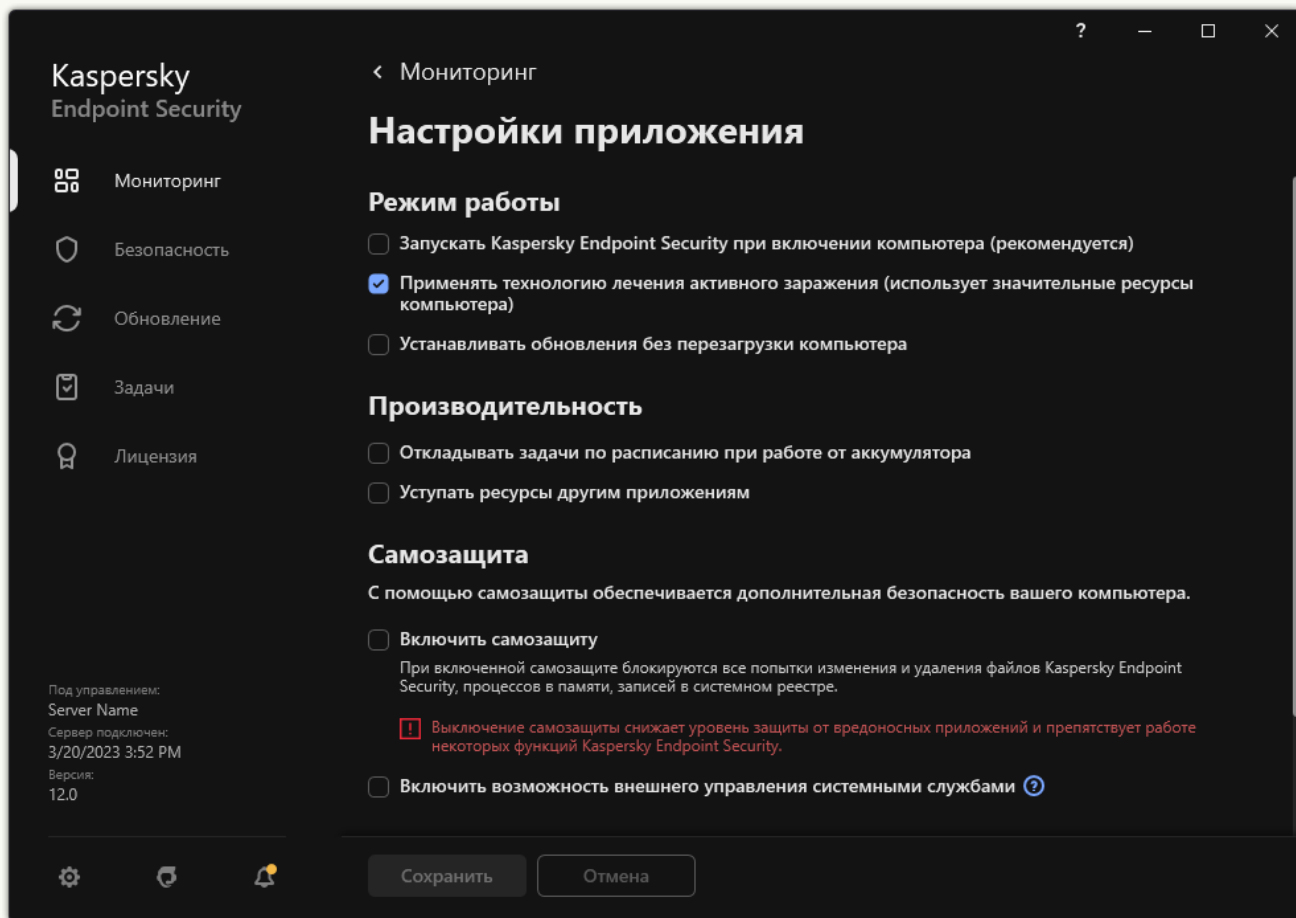 ?
Kaspersky
Endpoint Security
Мониторинг
Безопасность
Обновление
Задачи
Лицензия
Под управлением:
Server Name
Сервер подключен:
3/20/2023 3:52 PM
Версия:
12.0
Мониторинг
Настройки приложения
Режим работы
Запускать Kaspersky Endpoint Security при включении компьютера (рекомендуется)
Применять технологию лечения активного заражения (использует значительные ресурсы
компьютера)
Устанавливать обновления без перезагрузки компьютера
Производительность
Откладывать задачи по расписанию при работе от аккумулятора
Уступать ресурсы другим приложениям
Самозащита
С помощью самозащиты обеспечивается дополнительная безопасность вашего компьютера.
Включить самозащиту
При включенной самозащите блокируются все попытки изменения и удаления файлов Kaspersky Endpoint
Security, процессов в памяти, записей в системном реестре.
! Выключение самозащиты снижает уровень защиты от вредоносных приложений и препятствует работе
некоторых функций Kaspersky Endpoint Security.
Включить возможность внешнего управления системными службами ?
Сохранить
Отмена